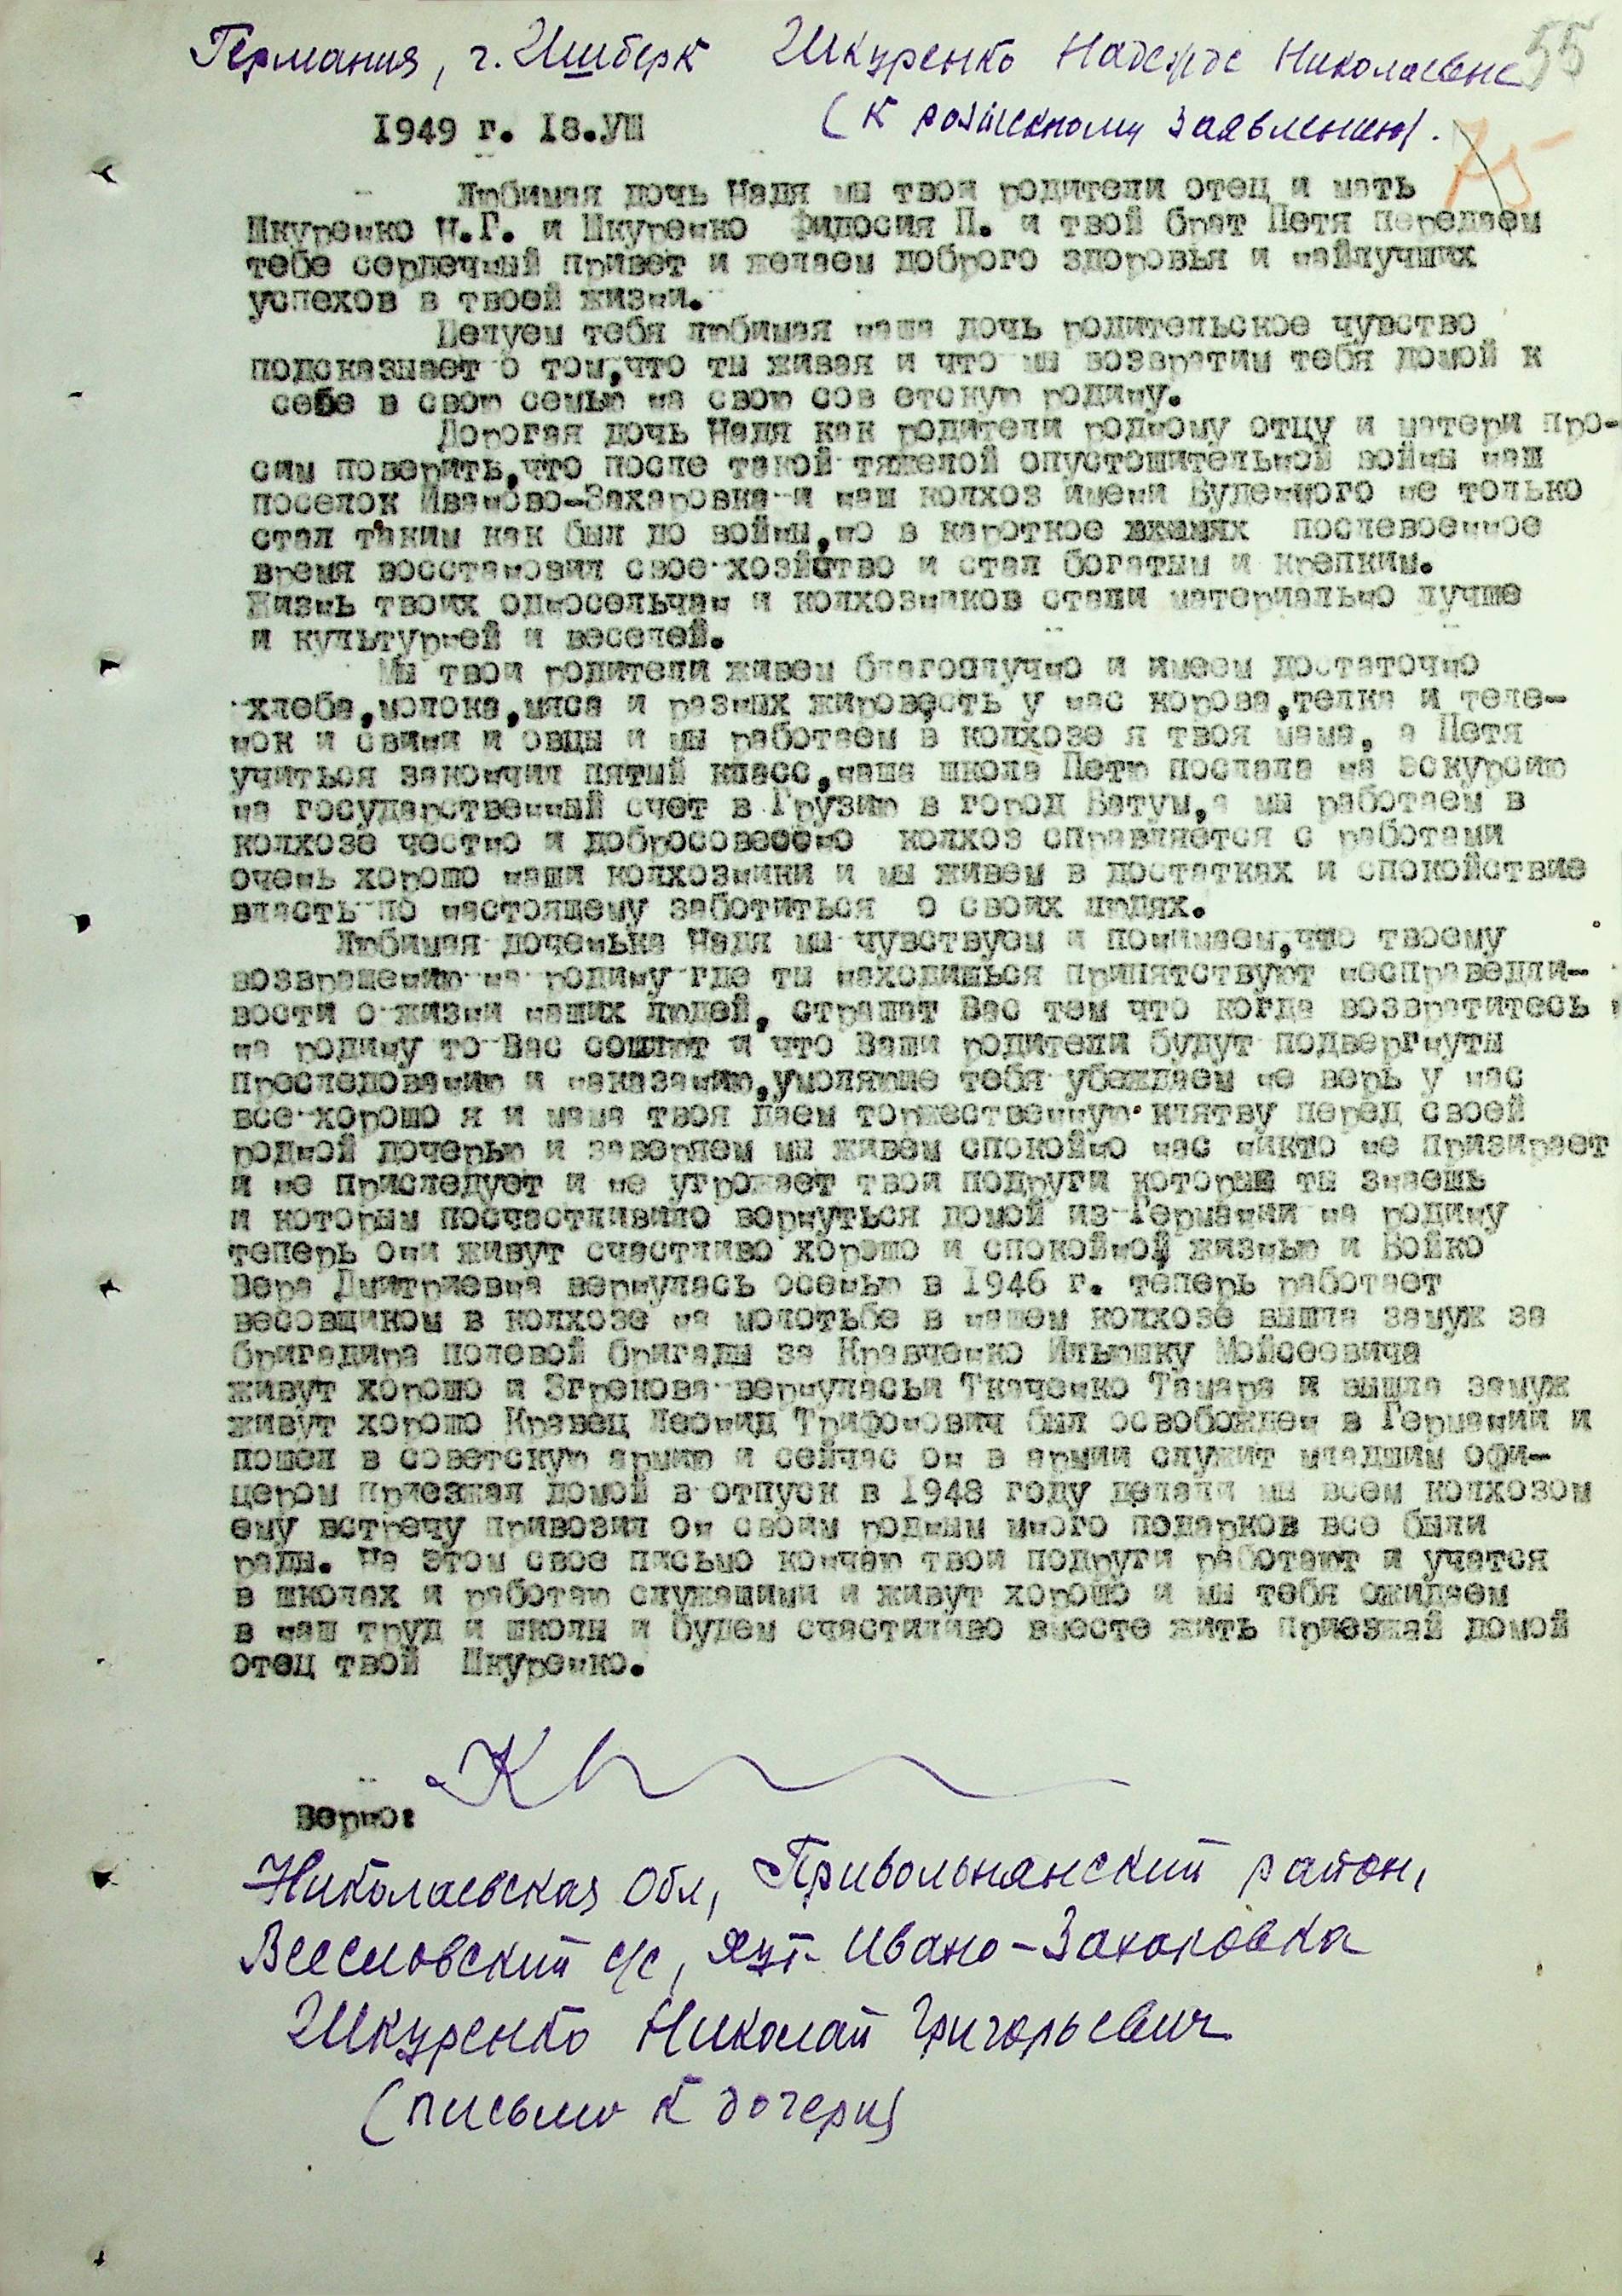 Германия, г. Ишберк Шкуренко Надежде Николаевне 55
(к розыскному заявлению). 75
1949 г. 18.УШ
Любимая дочь Надя мы твои родители отец и мать
Шкуренко Н.Г. и Шкуренко Филосия П. и твой брат Петя передаем
тебе сердечный привет и желаем доброго здоровья и найлучших
успехов в твоей жизни.
Целуем тебя любимая наша дочь родительское чувство
подсказывает о том,что ты живая и что мы возвратим тебя домой к
себе в свою семью на свою сов етскую родину.
Дорогая дочь Надя как родители родному отцу и матери про-
сим поверить,что после такой тяжелой опустошительной войны наш
поселок Иваново-Захаровка и наш колхоз имени Буденного не только
стал таким как был до войны,но в кароткое послевоенное
время восстановил свое хозяйство и стал богатым и крепким.
Жизнь твоих односельчан и колхозников стали материально лучше
и культурней и веселей.
Мы твои родители живем благоплучно и имеем достаточно
хлеба,молока,мяса и разных жировесть у нас корова,телка и теле-
нок и свиня и овцы и мы работаем в колхозе я твоя мама, а Петя
учиться закончил пятый класс,наша школа Петю послала на эскурсию
на государственный счет в Грузию в город Батум,а мы работаем в
колхозе честно и добросовесно колхоз справляется с работами
очень хорошо наши колхозники и мы живем в достатках и спокойствие
власть по настоящему заботиться о своих людях.
Любимая доченька Надя мы чувствуем и понимаем,что твоему
возвращению на родину где ты находишься припятствуют несправедли-
вости о жизни наших людей, страшат Вас тем что когда возвратитесь
на родину то Вас сошлют и что Ваши родители будут подвергнуты
преследованию и наказанию,умоляюще тебя убеждаем не верь у нас
все хорошо я и мама твоя даем торжественную клятву перед своей
родной дочерью и заверяем мы живем спокойно нас никто не призирает
и не приследует и не угрожает твои подруги которые ты знаешь
и которым посчастливило вернуться домой из Германии на родину
теперь они живут счастливо хорошо и спокойной жизнью и Бойко
Вера Дмитриевна вернулась осенью в 1946 г. теперь работает
весовщиком в колхозе на молотьбе в нашем колхозе вышла замуж за
бригадира полевой бригады за Кравченко Ильюшку Мойсеевича
живут хорошо и Згрекова вернуласьи Ткаченко Тамара и вышла замуж
живут хорошо Кравец Леонид Трифонович был освобожден в Германии и
пошел в советскую армию и сейчас он в армии служит младшим офи-
цером приезжал домой в отпуск в 1948 году делали мы всем колхозом
ему встречу привозил он своим родным много подарков все были
рады. На этом свое письмо кончаю твои подруги работают и учатся
в школах и работаю служащими и живут хорошо и мы тебя ожидаем
в наш труд и школы и будем счастиливо вместе жить приезжай домой
отец твой Шкуренко.
Верно:
Николаевская обл, Привольнянский район,
Веселовский с/с, хут. Ивано-Захаровка
Шкуренко Николай Григорьевич
(письмо к дочери)